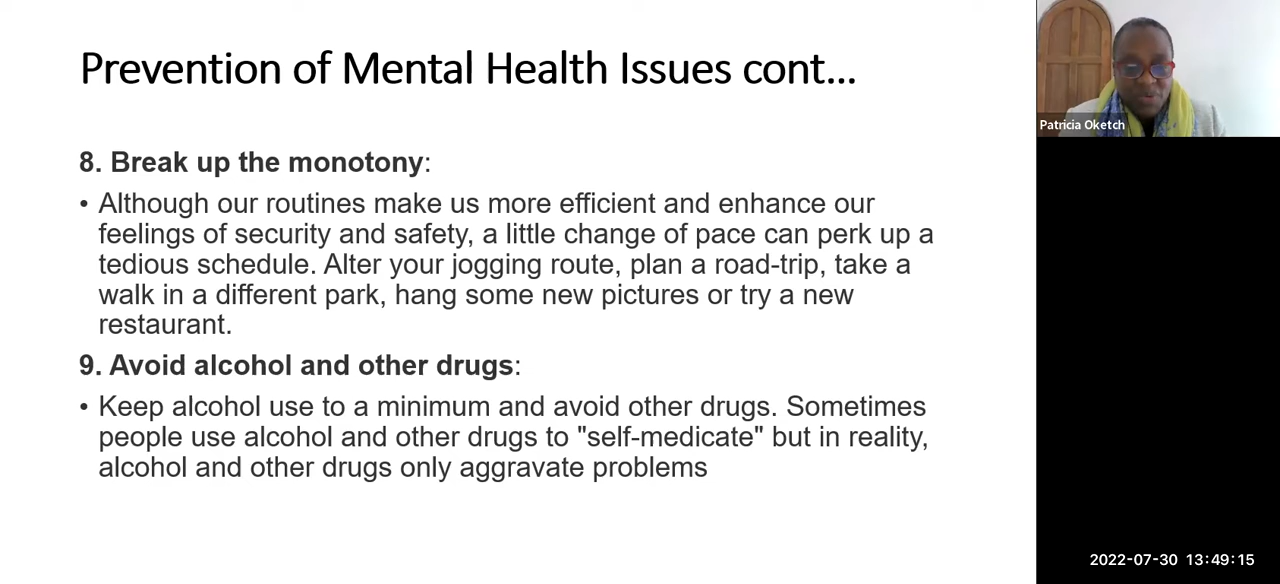 Prevention of Mental Health Issues cont...
8. Break up the monotony:
• Although our routines make us more efficient and enhance our
feelings of security and safety, a little change of pace can perk up a
tedious schedule. Alter your jogging route, plan a road-trip, take a
walk in a different park, hang some new pictures or try a new
restaurant.
9. Avoid alcohol and other drugs:
• Keep alcohol use to a minimum and avoid other drugs. Sometimes
people use alcohol and other drugs to "self-medicate" but in reality,
alcohol and other drugs only aggravate problems
Patricia Oketch
2022-07-30 13:49:15